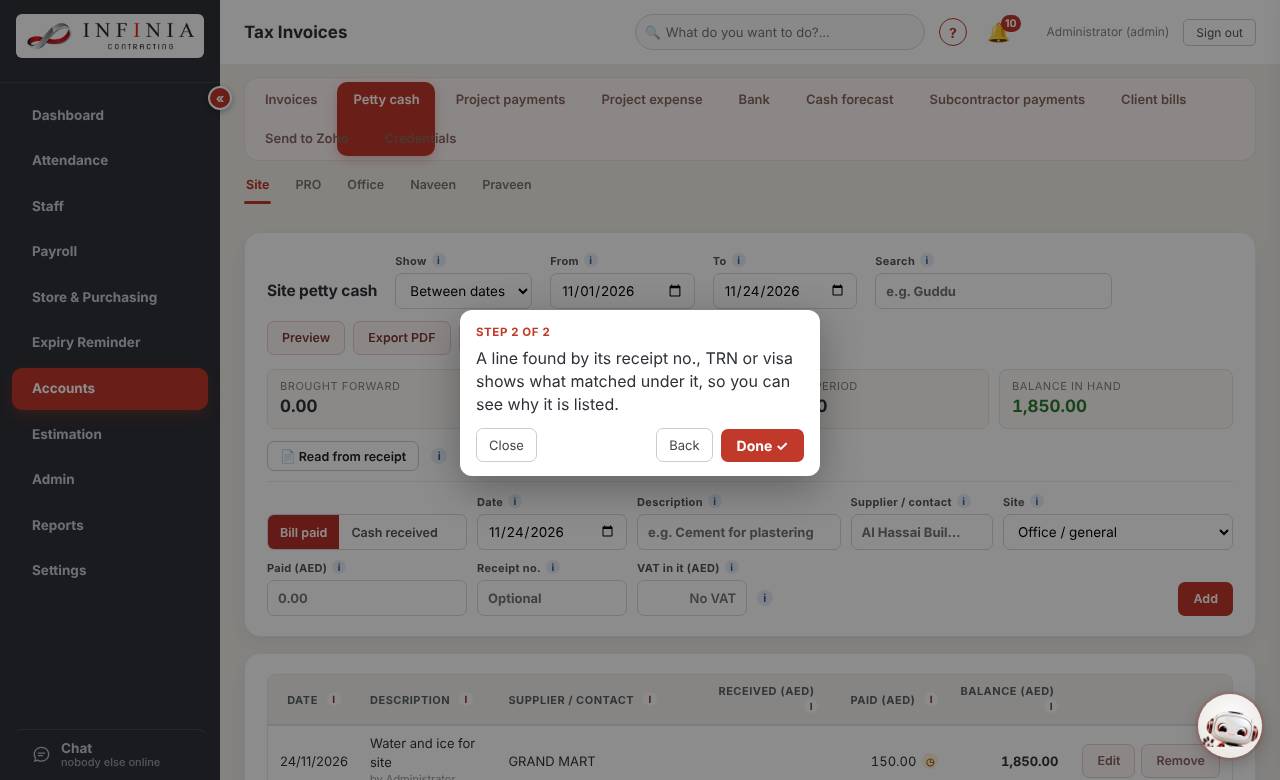 INFINIA
CONTRACTING
Tax Invoices
🔍 What do you want to do?...
?
10
Administrator (admin)
Sign out
«
Dashboard
Attendance
Staff
Payroll
Store & Purchasing
Expiry Reminder
Accounts
Estimation
Admin
Reports
Settings
Chat
nobody else online
Invoices Petty cash Project payments Project expense Bank Cash forecast Subcontractor payments Client bills
Send to Zoho Credentials
Site PRO Office Naveen Praveen
Show i From i To i Search i
Site petty cash Between dates 11/01/2026 11/24/2026 e.g. Guddu
Preview Export PDF
STEP 2 OF 2
A line found by its receipt no., TRN or visa
shows what matched under it, so you can
see why it is listed.
Close Back Done ✓
BROUGHT FORWARD PERIOD BALANCE IN HAND
0.00 0 1,850.00
Read from receipt i
Date i Description i Supplier / contact i Site i
Bill paid Cash received 11/24/2026 e.g. Cement for plastering Al Hassai Buil... Office / general
Paid (AED) i Receipt no. i VAT in it (AED) i
0.00 Optional No VAT i Add
DATE I DESCRIPTION I SUPPLIER / CONTACT I RECEIVED (AED) I PAID (AED) I BALANCE (AED) I
24/11/2026 Water and ice for site GRAND MART 150.00 1,850.00 Edit Remove
by Administrator